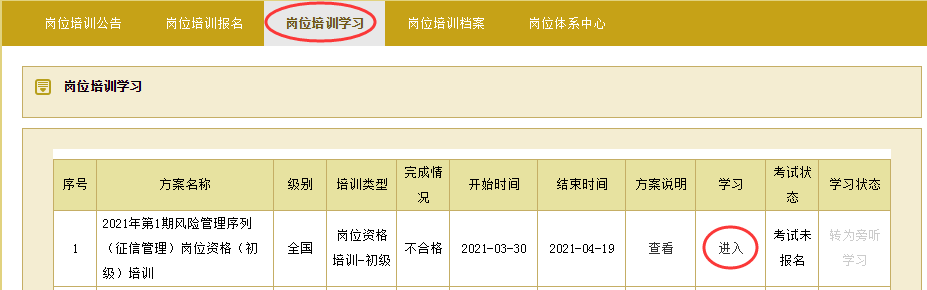 岗位培训公告 岗位培训报名 岗位培训学习 岗位培训档案 岗位体系中心
岗位培训学习
序号 方案名称 级别 培训类型 完成情 开始时间 结束时间 方案说明 学习 考试状 学习状态
况 态
1 2021年第1期风险管理序列 全国 岗位资格 不合格 2021-03-30 2021-04-19 查看 进入 考试未 转为旁听
（征信管理）岗位资格（初 培训-初级 报名 学习
级）培训